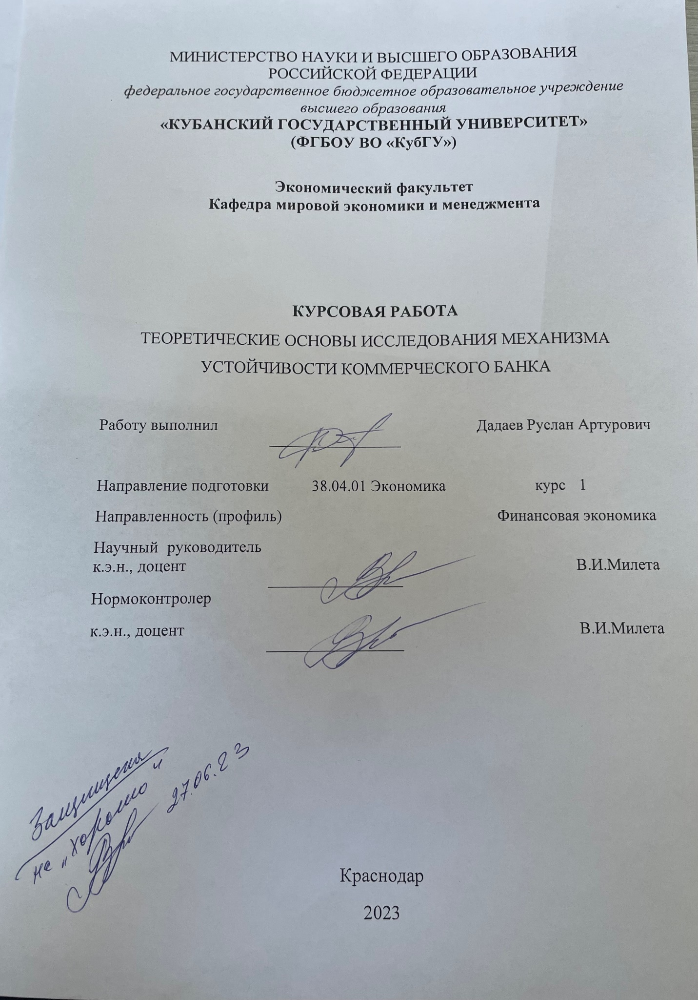 МИНИСТЕРСТВО НАУКИ И ВЫСШЕГО ОБРАЗОВАНИЯ
РОССИЙСКОЙ ФЕДЕРАЦИИ
федеральное государственное бюджетное образовательное учреждение
высшего образования
«КУБАНСКИЙ ГОСУДАРСТВЕННЫЙ УНИВЕРСИТЕТ»
(ФГБОУ ВО «КубГУ»)
Экономический факультет
Кафедра мировой экономики и менеджмента
КУРСОВАЯ РАБОТА
ТЕОРЕТИЧЕСКИЕ ОСНОВЫ ИССЛЕДОВАНИЯ МЕХАНИЗМА
УСТОЙЧИВОСТИ КОММЕРЧЕСКОГО БАНКА
Работу выполнил Дадаев Руслан Артурович
Направление подготовки 38.04.01 Экономика курс 1
Направленность (профиль) Финансовая экономика
Научный руководитель
к.э.н., доцент В.И.Милета
Нормоконтролер
к.э.н., доцент В.И.Милета
Защищена
на „хорошо"
27.06.23
Краснодар
2023